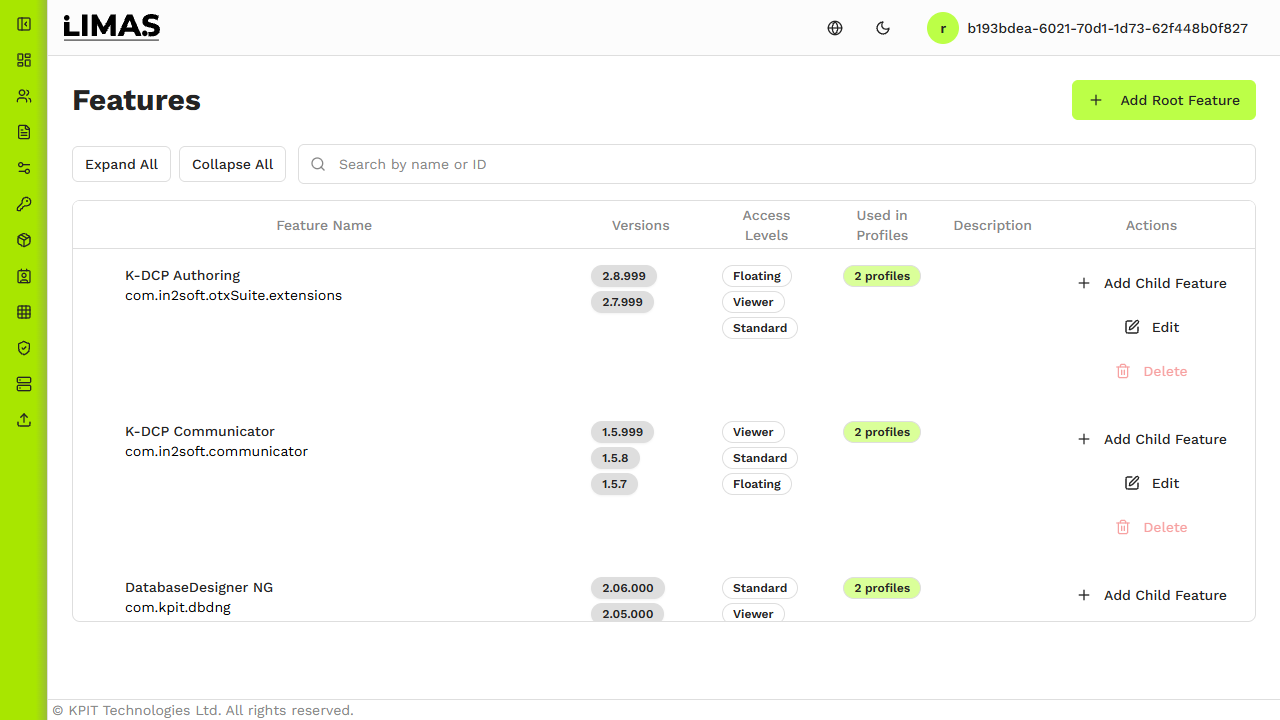 LIMAS
r
b193bdea-6021-70d1-1d73-62f448b0f827
Features
Add Root Feature
Expand All
Collapse All
Search by name or ID
Feature Name
Versions
Access
Levels
Used in
Profiles
Description
Actions
K-DCP Authoring
com.in2soft.otxSuite.extensions
2.8.999
2.7.999
Floating
Viewer
Standard
2 profiles
Add Child Feature
Edit
Delete
K-DCP Communicator
com.in2soft.communicator
1.5.999
1.5.8
1.5.7
Viewer
Standard
Floating
2 profiles
Add Child Feature
Edit
Delete
DatabaseDesigner NG
com.kpit.dbdng
2.06.000
2.05.000
Standard
Viewer
2 profiles
Add Child Feature
© KPIT Technologies Ltd. All rights reserved.